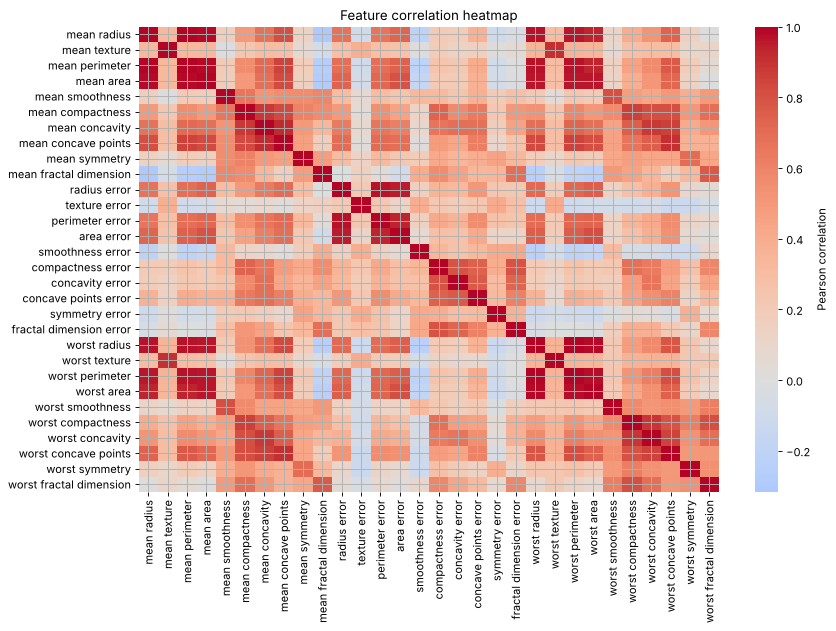 Feature correlation heatmap
mean radius
mean texture
mean perimeter
mean area
mean smoothness
mean compactness
mean concavity
mean concave points
mean symmetry
mean fractal dimension
radius error
texture error
perimeter error
area error
smoothness error
compactness error
concavity error
concave points error
symmetry error
fractal dimension error
worst radius
worst texture
worst perimeter
worst area
worst smoothness
worst compactness
worst concavity
worst concave points
worst symmetry
worst fractal dimension
mean radius
mean texture
mean perimeter
mean area
mean smoothness
mean compactness
mean concavity
mean concave points
mean symmetry
mean fractal dimension
radius error
texture error
perimeter error
area error
smoothness error
compactness error
concavity error
concave points error
symmetry error
fractal dimension error
worst radius
worst texture
worst perimeter
worst area
worst smoothness
worst compactness
worst concavity
worst concave points
worst symmetry
worst fractal dimension
1.0
0.8
0.6
0.4
0.2
0.0
−0.2
Pearson correlation